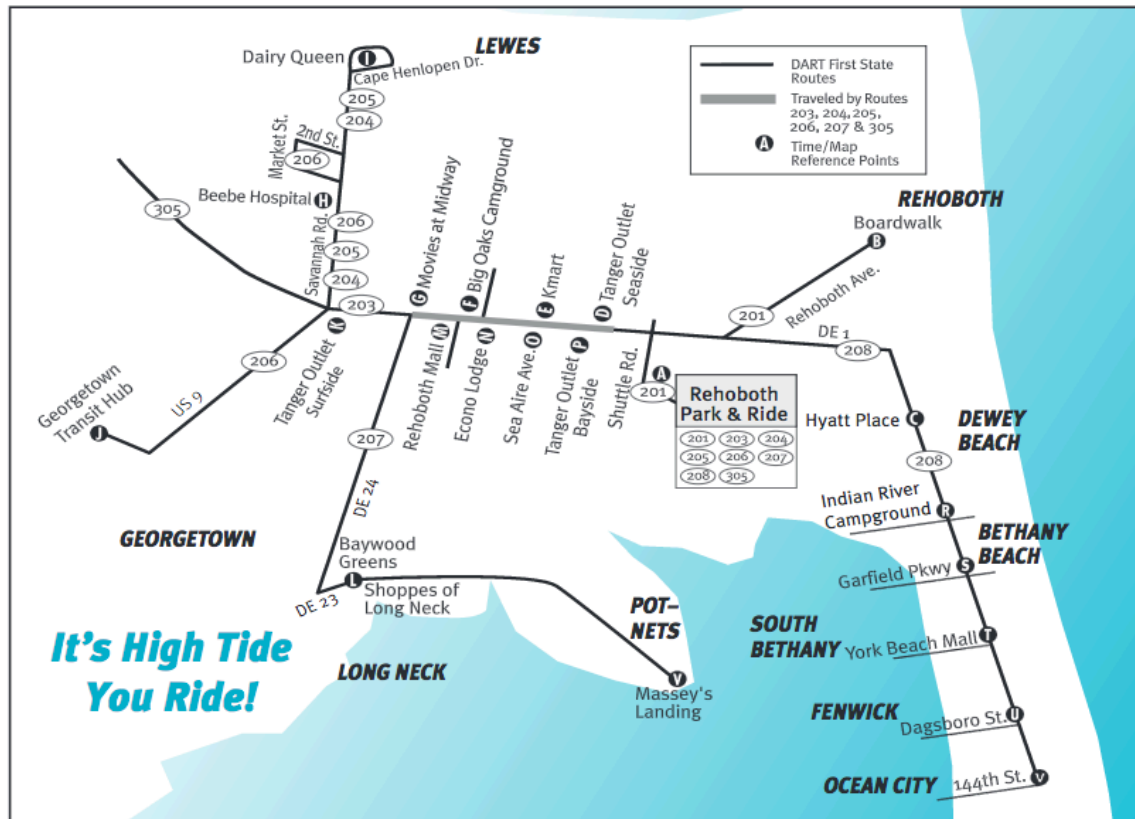 LEWES
Dairy Queen
I
Cape Henlopen Dr.
205
204
2nd St.
Market St.
206
Beebe Hospital
H
305
Savannah Rd.
206
205
204
203
DART First State
Routes
Traveled by Routes
203, 204, 205,
206, 207 & 305
A
Time/Map
Reference Points
REHOBOTH
Boardwalk
B
Rehoboth Ave.
201
G
Movies at Midway
F
Big Oaks Campground
E
Kmart
D
Tanger Outlet
Seaside
DE 1
208
K
Tanger Outlet
Surfside
M
Rehoboth Mall
N
Econo Lodge
O
Sea Aire Ave.
P
Tanger Outlet
Bayside
Shuttle Rd.
A
201
Rehoboth
Park & Ride
201 203 204
205 206 207
208 305
206
US 9
Georgetown
Transit Hub
J
207
DE 24
Hyatt Place
C
DEWEY
BEACH
208
Indian River
Campground
R
BETHANY
BEACH
GEORGETOWN
Baywood
Greens
L
Shoppes of
Long Neck
DE 23
Garfield Pkwy
S
POT–
NETS
SOUTH
BETHANY
York Beach Mall
T
It's High Tide
You Ride!
LONG NECK
V
Massey's
Landing
FENWICK
Dagsboro St.
U
OCEAN CITY
144th St.
V